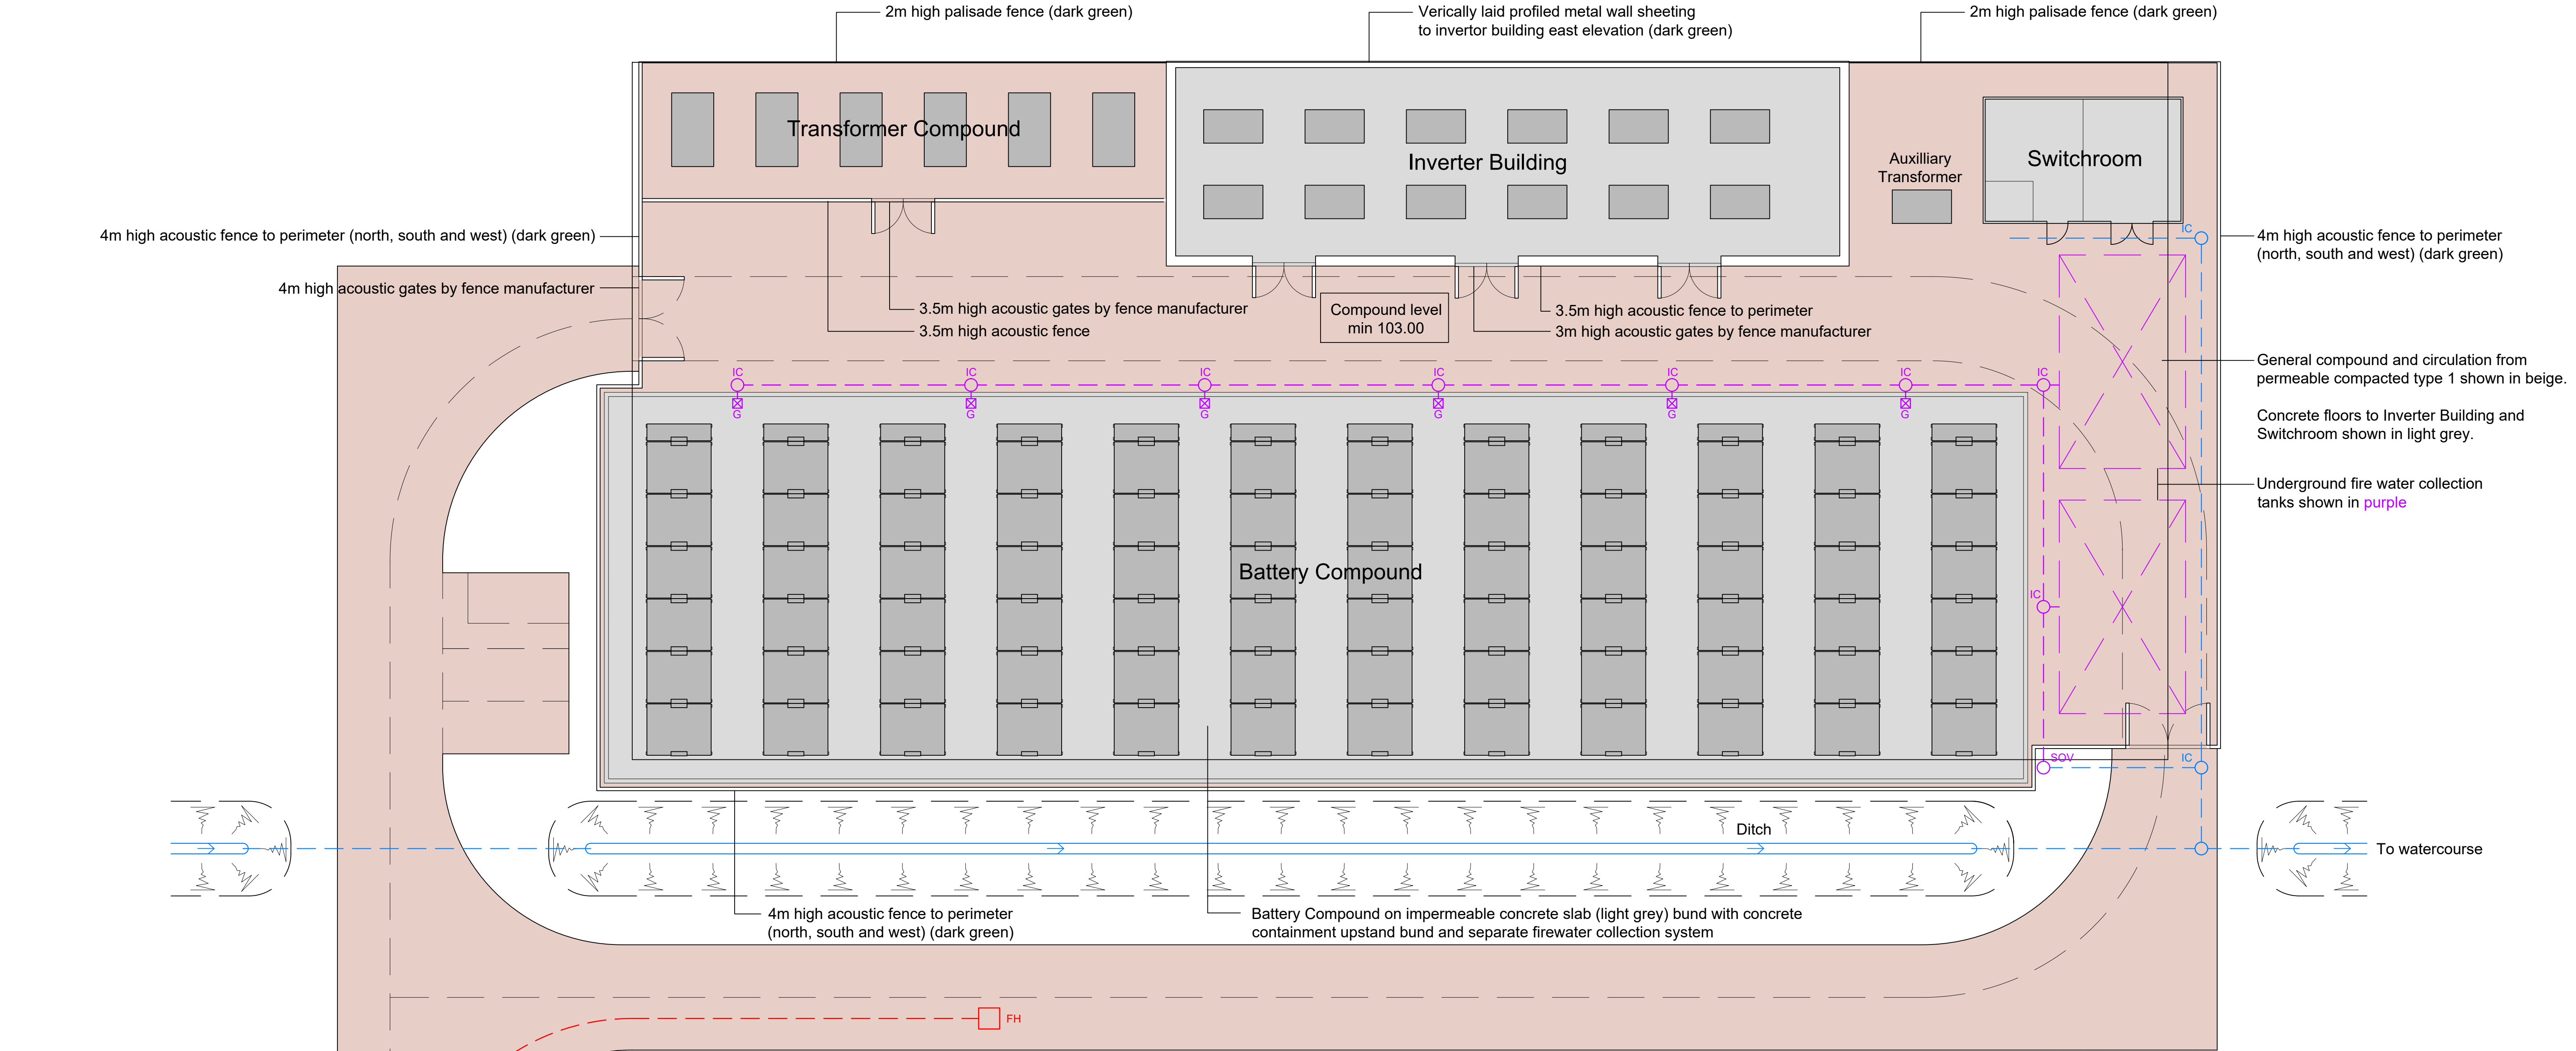 2m high palisade fence (dark green)
Verically laid profiled metal wall sheeting
to invertor building east elevation (dark green)
2m high palisade fence (dark green)
Transformer Compound
Inverter Building
Auxilliary
Transformer
Switchroom
4m high acoustic fence to perimeter (north, south and west) (dark green)
IC
4m high acoustic fence to perimeter
(north, south and west) (dark green)
4m high acoustic gates by fence manufacturer
3.5m high acoustic gates by fence manufacturer
3.5m high acoustic fence
Compound level
min 103.00
3.5m high acoustic fence to perimeter
3m high acoustic gates by fence manufacturer
General compound and circulation from
permeable compacted type 1 shown in beige.
Concrete floors to Inverter Building and
Switchroom shown in light grey.
IC
IC
IC
IC
IC
IC
IC
G
G
G
G
G
G
Underground fire water collection
tanks shown in purple
Battery Compound
IC
SOV
IC
Ditch
To watercourse
4m high acoustic fence to perimeter
(north, south and west) (dark green)
Battery Compound on impermeable concrete slab (light grey) bund with concrete
containment upstand bund and separate firewater collection system
FH